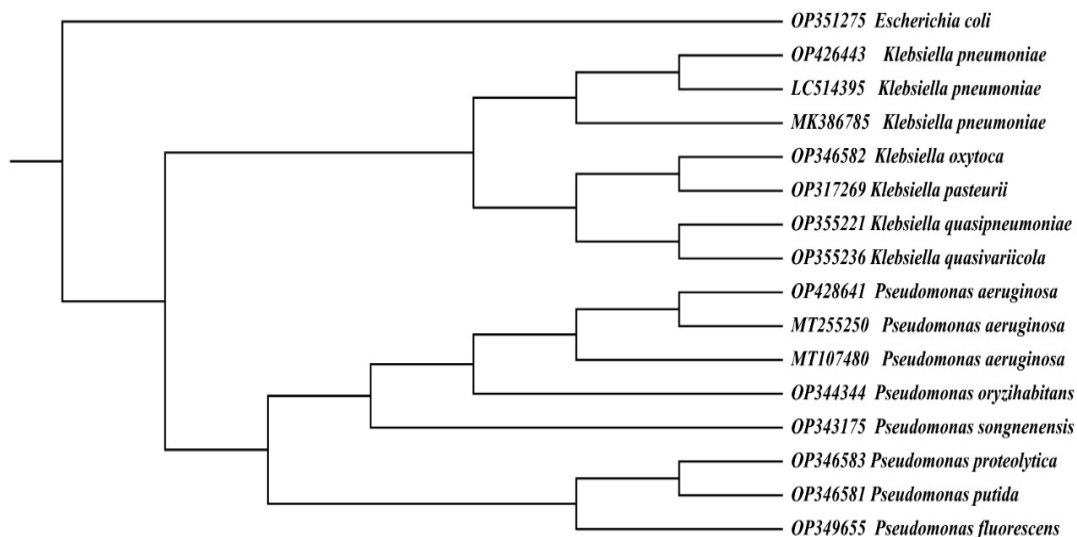 OP351275 Escherichia coli
OP426443 Klebsiella pneumoniae
LC514395 Klebsiella pneumoniae
MK386785 Klebsiella pneumoniae
OP346582 Klebsiella oxytoca
OP317269 Klebsiella pasteurii
OP355221 Klebsiella quasipneumoniae
OP355236 Klebsiella quasivariicola
OP428641 Pseudomonas aeruginosa
MT255250 Pseudomonas aeruginosa
MT107480 Pseudomonas aeruginosa
OP344344 Pseudomonas oryzihabitans
OP343175 Pseudomonas songnenensis
OP346583 Pseudomonas proteolytica
OP346581 Pseudomonas putida
OP349655 Pseudomonas fluorescens